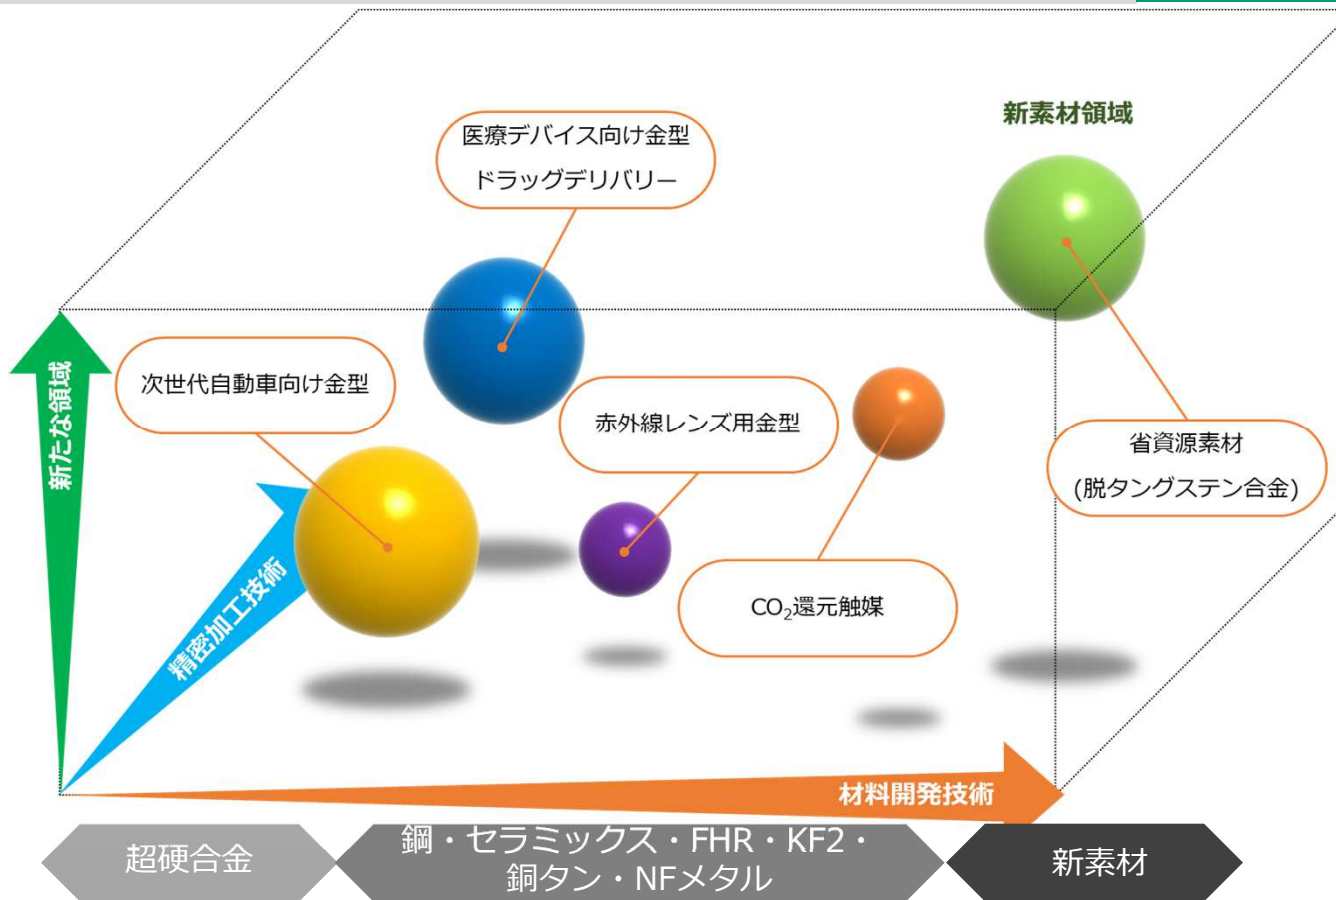 新素材領域
医療デバイス向け金型
ドラッグデリバリー
次世代自動車向け金型
赤外線レンズ用金型
省資源素材
(脱タングステン合金)
CO₂還元触媒
新たな領域
精密加工技術
材料開発技術
超硬合金
鋼・セラミックス・FHR・KF2・
銅タン・NFメタル
新素材